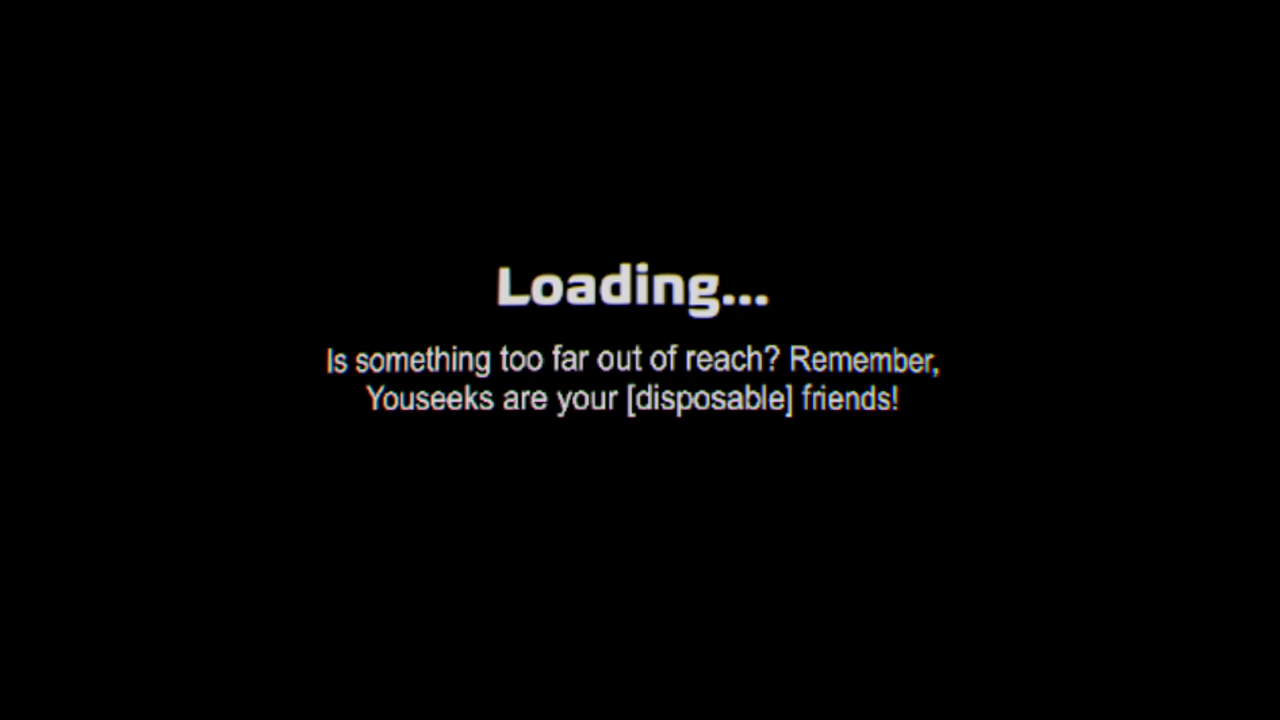 Loading...
Is something too far out of reach? Remember,
Youseeks are your [disposable] friends!